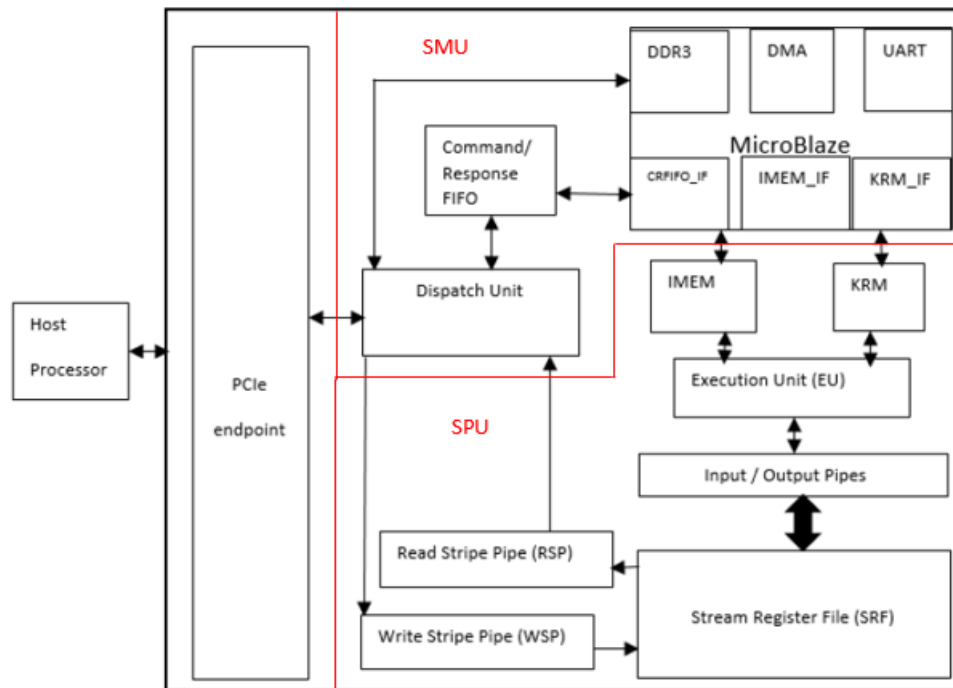 SMU
DDR3
DMA
UART
MicroBlaze
Command/
Response
FIFO
CRFIFO_IF
IMEM_IF
KRM_IF
Dispatch Unit
IMEM
KRM
Host
Processor
PCIe
endpoint
Execution Unit (EU)
SPU
Input / Output Pipes
Read Stripe Pipe (RSP)
Stream Register File (SRF)
Write Stripe Pipe (WSP)